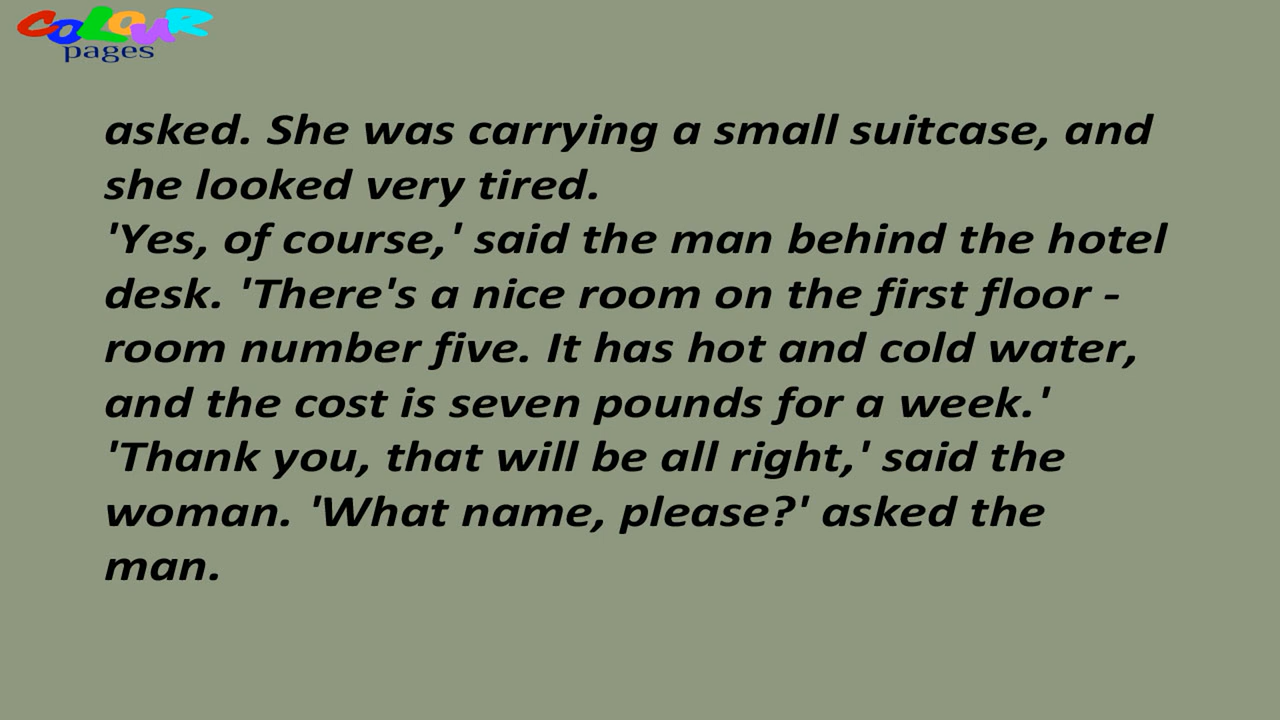 COLOUR
pages
asked. She was carrying a small suitcase, and
she looked very tired.
'Yes, of course,' said the man behind the hotel
desk. 'There's a nice room on the first floor -
room number five. It has hot and cold water,
and the cost is seven pounds for a week.'
'Thank you, that will be all right,' said the
woman. 'What name, please?' asked the
man.